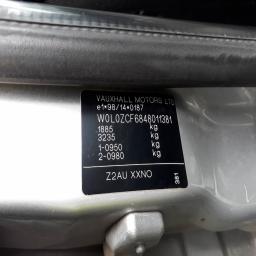 VAUXHALL MOTORS LTD
e1*98/14*0187
W0L0ZCF6848011381
1885 kg
3235 kg
1-0950 kg
2-0980 kg
Z2AU XXNO
381